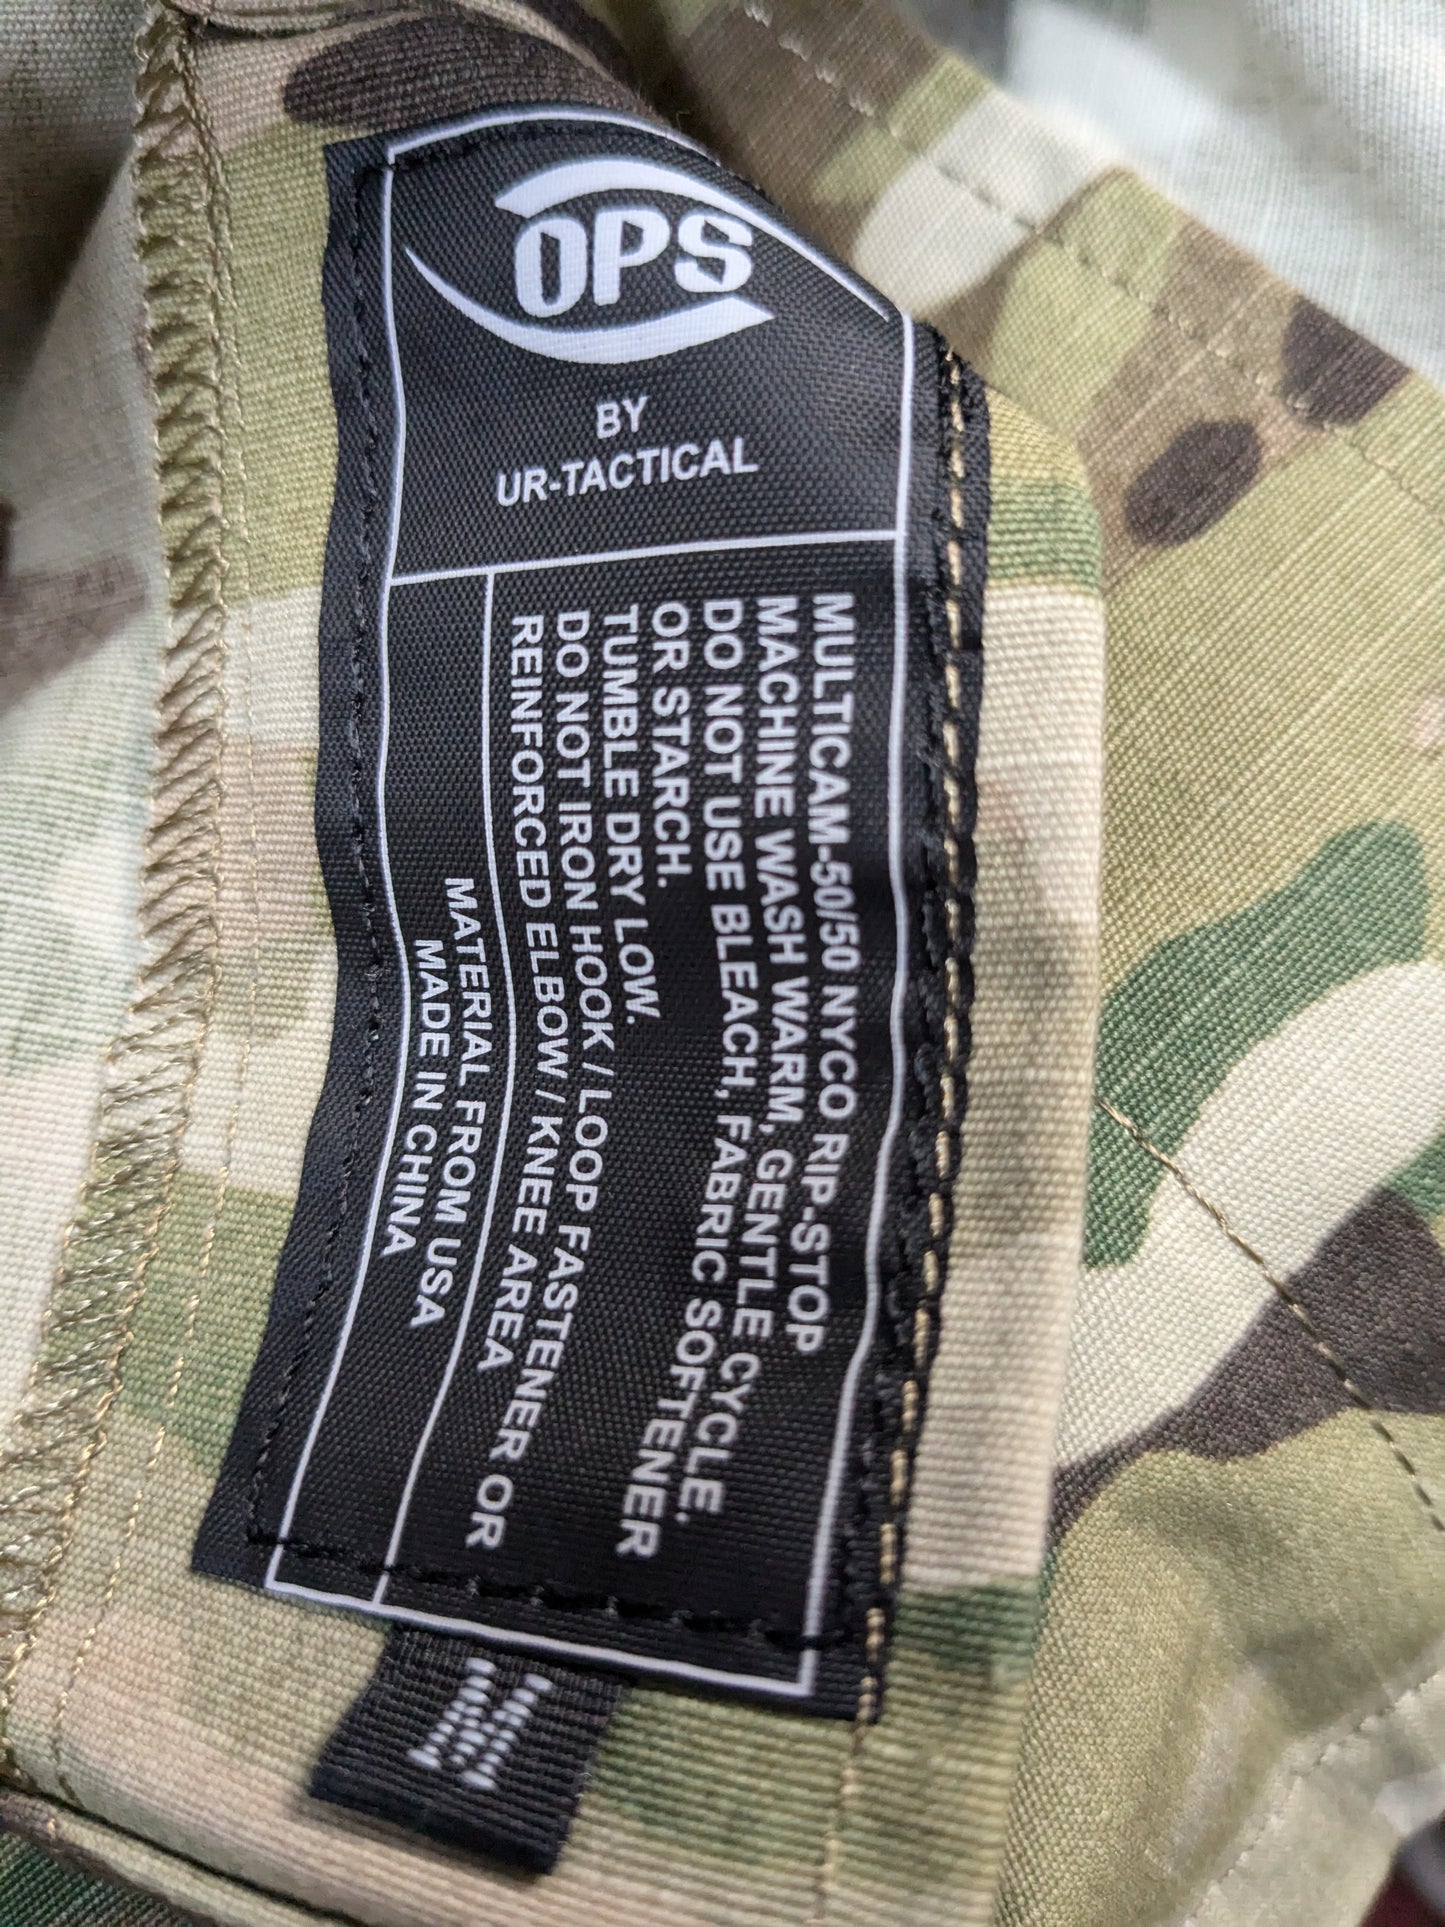 OPS
BY
UR-TACTICAL
MULTICAM-50/50 NYCO RIP-STOP
MACHINE WASH WARM, GENTLE CYCLE.
DO NOT USE BLEACH, FABRIC SOFTENER
OR STARCH.
TUMBLE DRY LOW.
DO NOT IRON HOOK / LOOP FASTENER OR
REINFORCED ELBOW / KNEE AREA
MATERIAL FROM USA
MADE IN CHINA
M